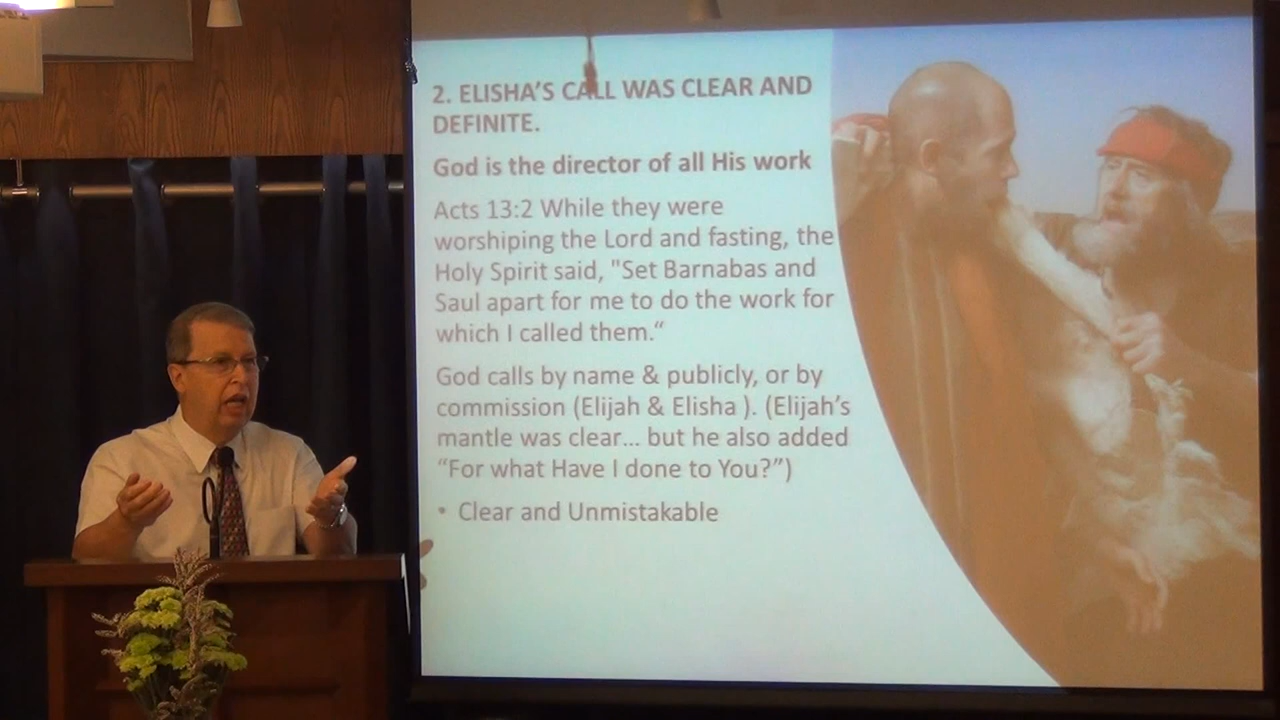 2. ELISHA'S CALL WAS CLEAR AND
DEFINITE.
God is the director of all His work
Acts 13:2 While they were
worshiping the Lord and fasting, the
Holy Spirit said, "Set Barnabas and
Saul apart for me to do the work for
which I called them.“
God calls by name & publicly, or by
commission (Elijah & Elisha ). (Elijah’s
mantle was clear... but he also added
“For what Have I done to You?”)
• Clear and Unmistakable